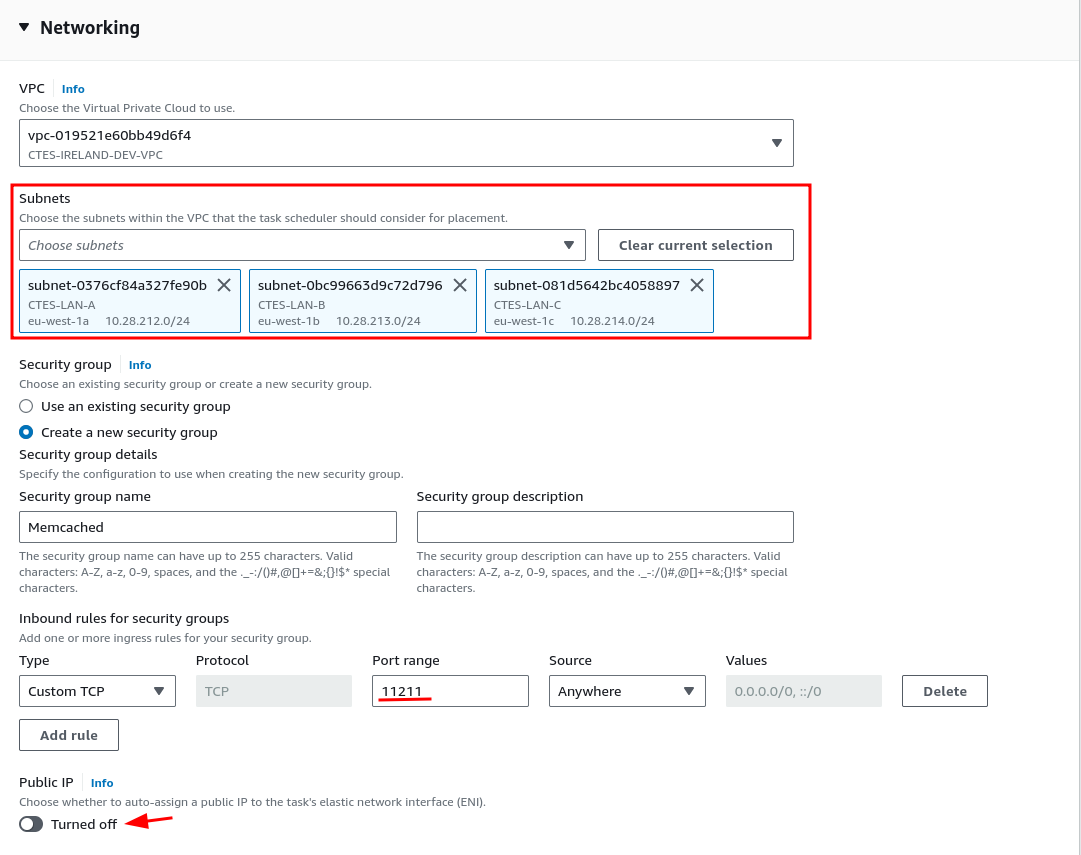 Networking
VPC Info
Choose the Virtual Private Cloud to use.
vpc-019521e60bb49d6f4
CTES-IRELAND-DEV-VPC
Subnets
Choose the subnets within the VPC that the task scheduler should consider for placement.
Choose subnets Clear current selection
subnet-0376cf84a327fe90b subnet-0bc99663d9c72d796 subnet-081d5642bc4058897
CTES-LAN-A CTES-LAN-B CTES-LAN-C
eu-west-1a 10.28.212.0/24 eu-west-1b 10.28.213.0/24 eu-west-1c 10.28.214.0/24
Security group Info
Choose an existing security group or create a new security group.
Use an existing security group
Create a new security group
Security group details
Specify the configuration to use when creating the new security group.
Security group name Security group description
Memcached
The security group name can have up to 255 characters. Valid The security group description can have up to 255 characters. Valid
characters: A-Z, a-z, 0-9, spaces, and the ._-:/()#,@[]+=&;{}!$* special characters: A-Z, a-z, 0-9, spaces, and the ._-:/()#,@[]+=&;{}!$* special
characters. characters.
Inbound rules for security groups
Add one or more ingress rules for your security group.
Type Protocol Port range Source Values
Custom TCP TCP 11211 Anywhere 0.0.0.0/0, ::/0 Delete
Add rule
Public IP Info
Choose whether to auto-assign a public IP to the task's elastic network interface (ENI).
Turned off